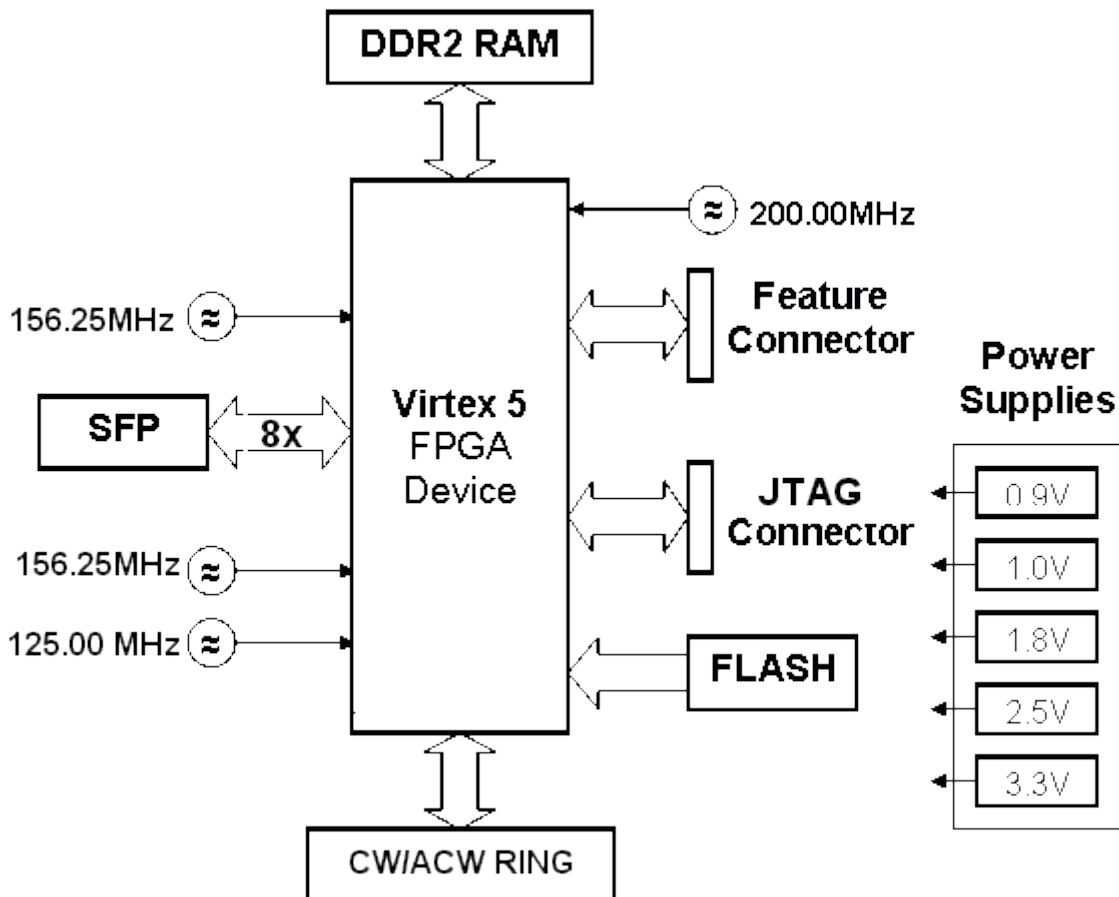 DDR2 RAM
200.00MHz
156.25MHz
Feature
Connector
Power
Supplies
SFP
8x
Virtex 5
FPGA
Device
JTAG
Connector
0.9V
1.0V
1.8V
2.5V
3.3V
156.25MHz
125.00 MHz
FLASH
CW/ACW RING